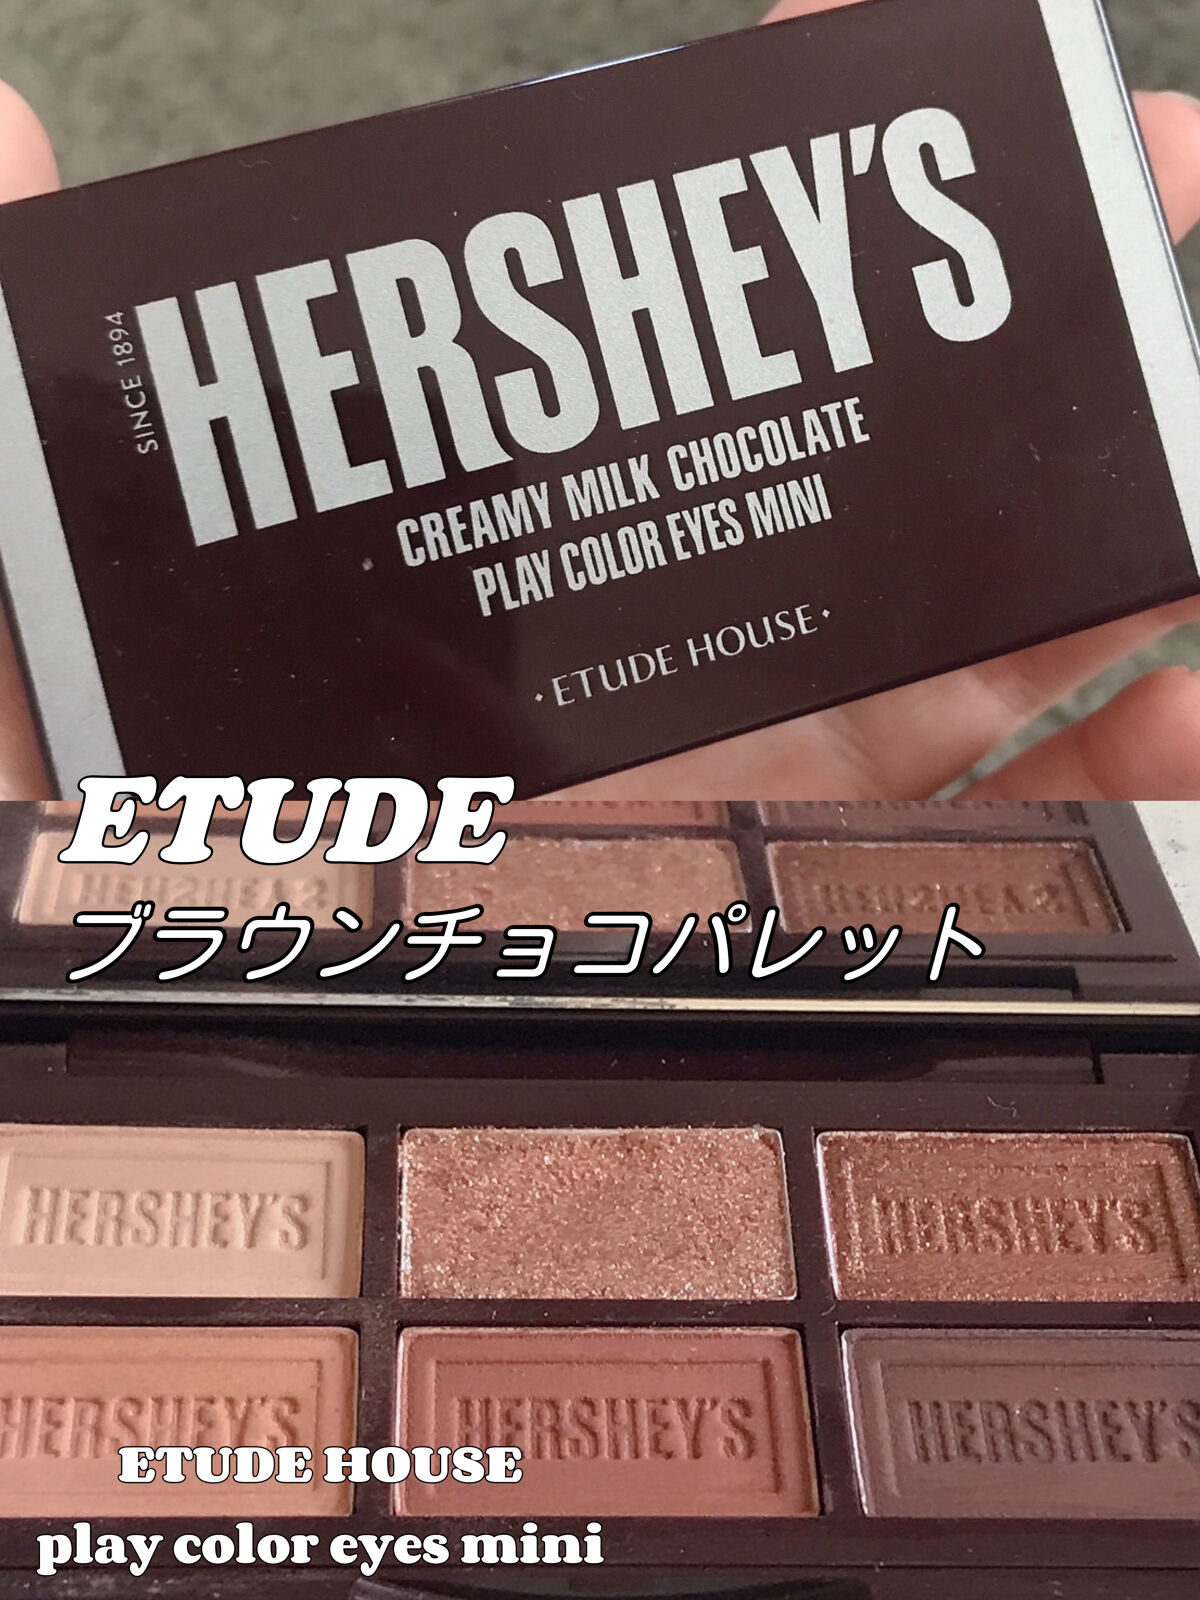 SINCE 1894
HERSHEY'S
CREAMY MILK CHOCOLATE
PLAY COLOR EYES MINI
ETUDE HOUSE
ETUDE
ブラウンチョコパレット
HERSHEY'S
HERSHEY'S
HERSHEY'S
HERSHEY'S
HERSHEY'S
ETUDE HOUSE
play color eyes mini